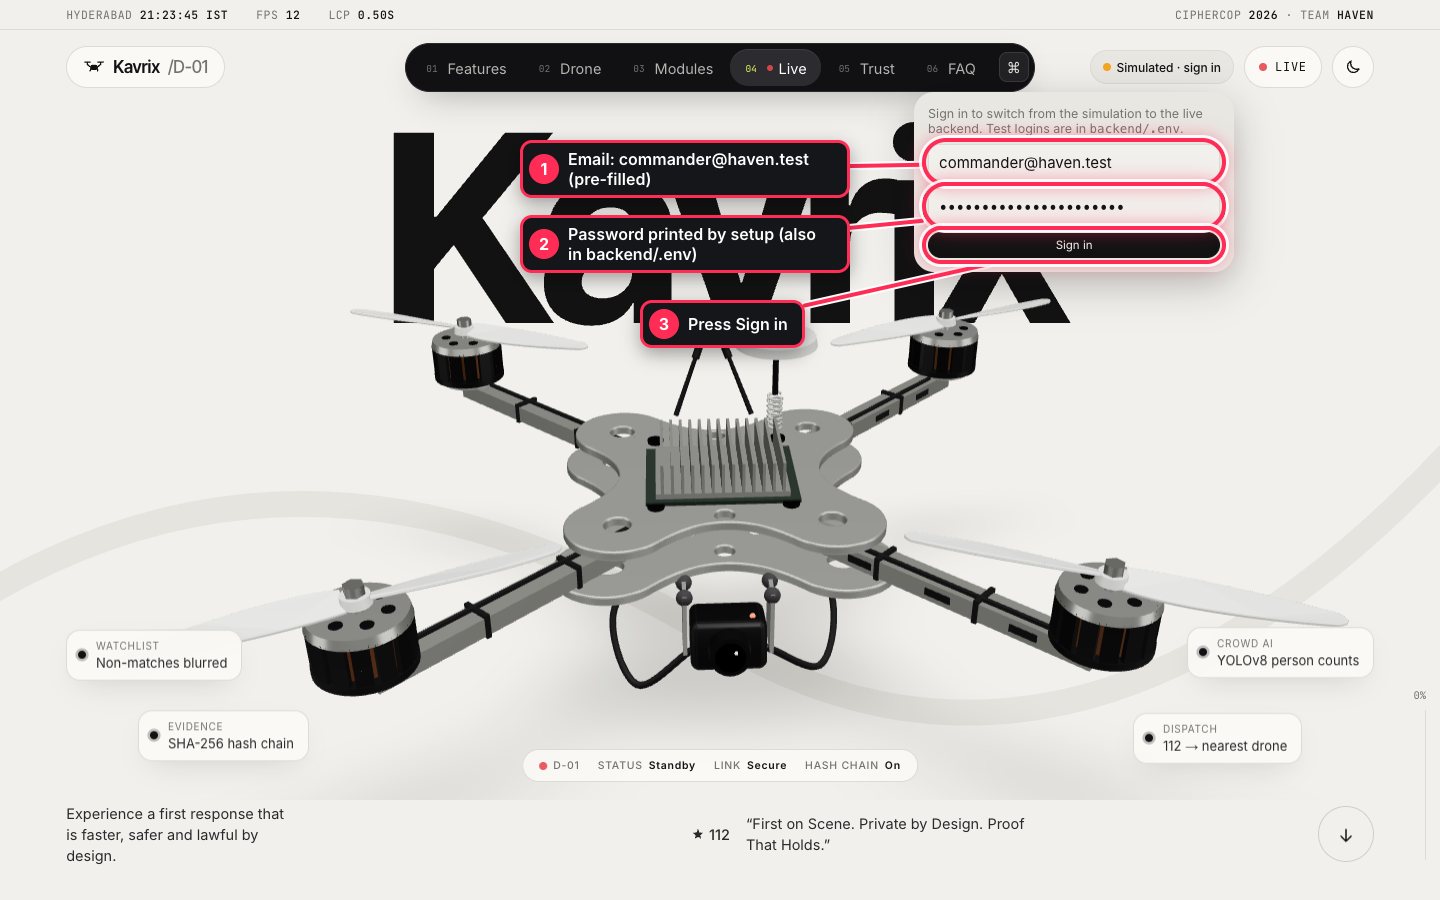 HYDERABAD 21:23:45 IST FPS 12 LCP 0.50S
CIPHERCOP 2026 · TEAM HAVEN
Kavrix /D-01
01 Features 02 Drone 03 Modules 04 Live 05 Trust 06 FAQ ⌘
Simulated · sign in
LIVE
Sign in to switch from the simulation to the live
backend. Test logins are in backend/.env.
commander@haven.test
••••••••••••••••••••••
Sign in
Kavrix
1 Email: commander@haven.test
(pre-filled)
2 Password printed by setup (also
in backend/.env)
3 Press Sign in
WATCHLIST
Non-matches blurred
EVIDENCE
SHA-256 hash chain
CROWD AI
YOLOv8 person counts
DISPATCH
112 → nearest drone
0%
D-01 STATUS Standby LINK Secure HASH CHAIN On
Experience a first response that
is faster, safer and lawful by
design.
★ 112
“First on Scene. Private by Design. Proof
That Holds.”